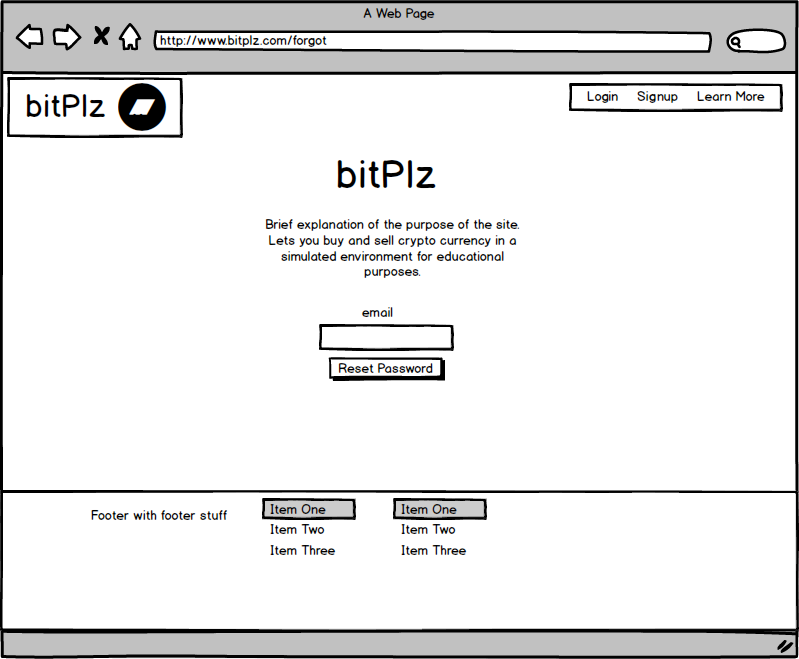 A Web Page
http://www.bitplz.com/forgot
bitPlz
Login Signup Learn More
bitPlz
Brief explanation of the purpose of the site.
Lets you buy and sell crypto currency in a
simulated environment for educational
purposes.
email
Reset Password
Footer with footer stuff
Item One
Item Two
Item Three
Item One
Item Two
Item Three